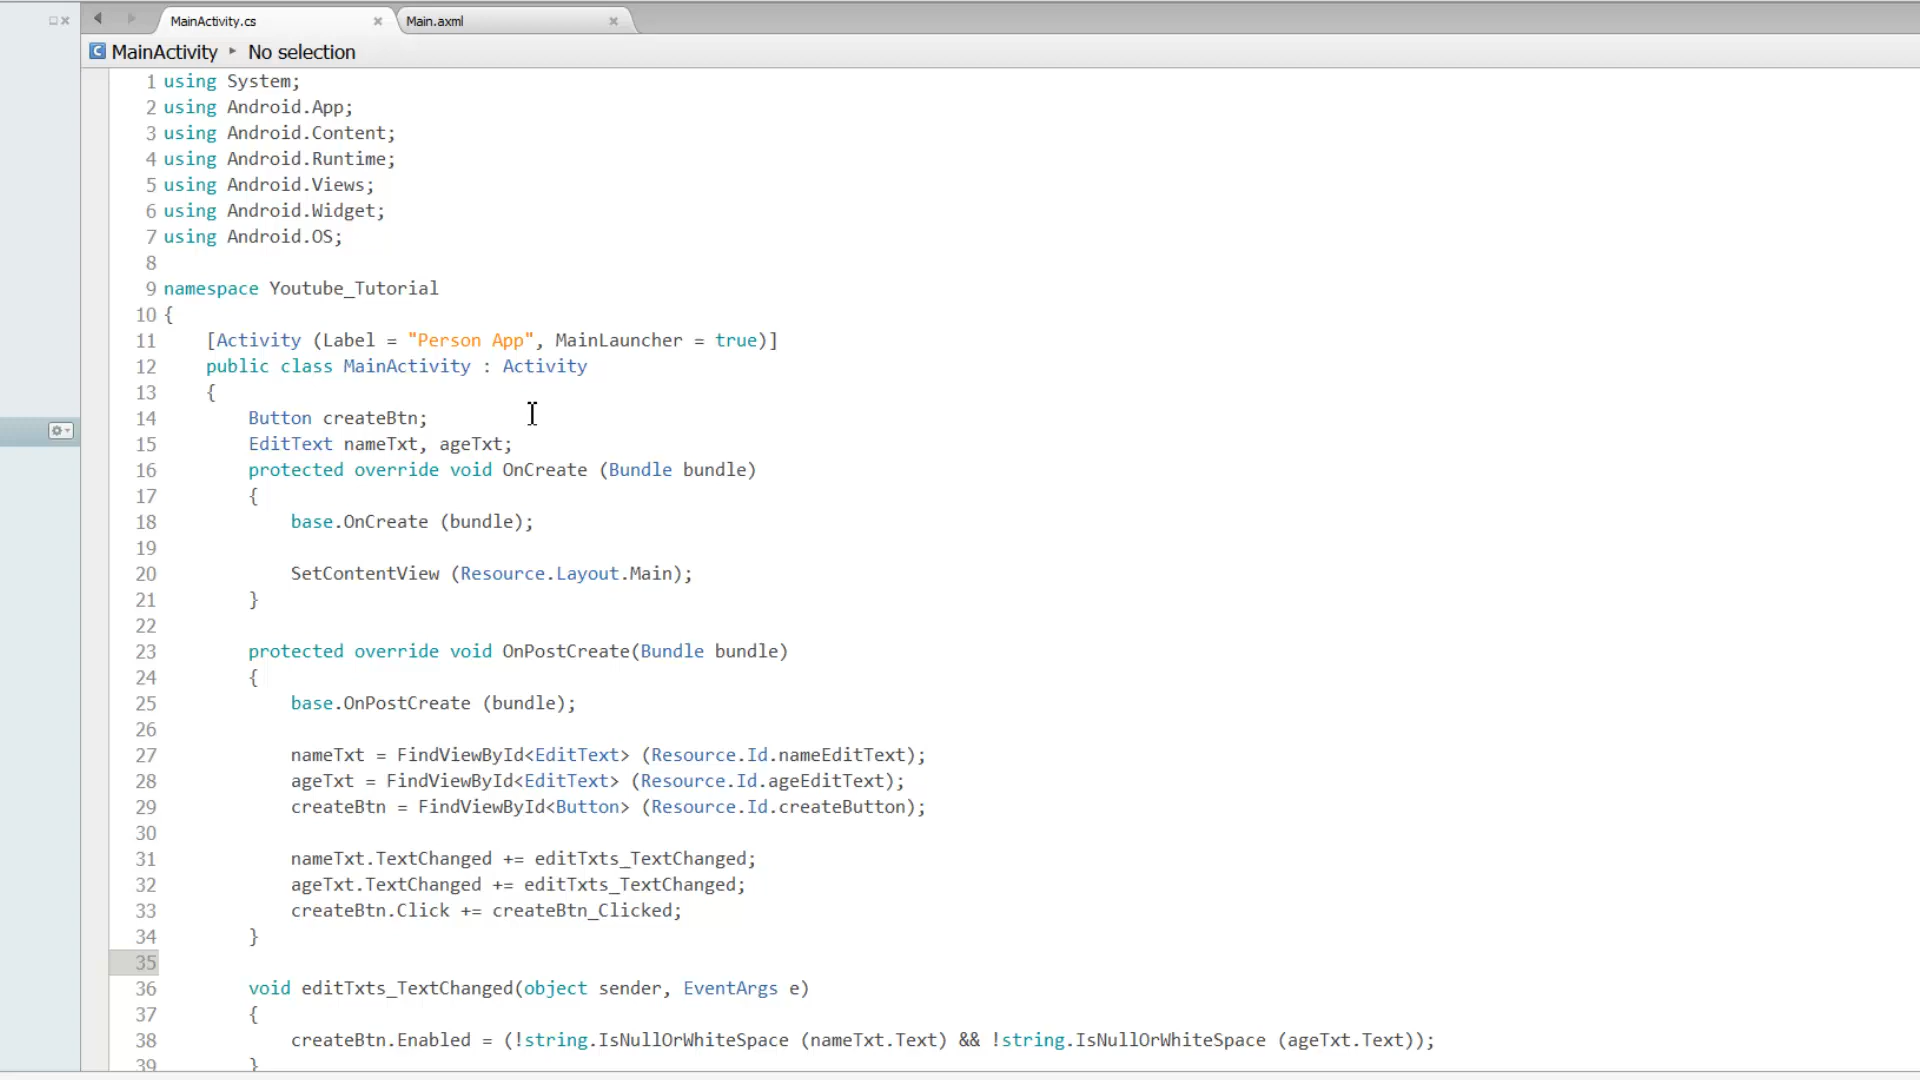 MainActivity.cs
Main.axml
MainActivity No selection
1 using System;
2 using Android.App;
3 using Android.Content;
4 using Android.Runtime;
5 using Android.Views;
6 using Android.Widget;
7 using Android.OS;
8
9 namespace Youtube_Tutorial
10 {
11 [Activity (Label = "Person App", MainLauncher = true)]
12 public class MainActivity : Activity
13 {
14 Button createBtn;
15 EditText nameTxt, ageTxt;
16 protected override void OnCreate (Bundle bundle)
17 {
18 base.OnCreate (bundle);
19
20 SetContentView (Resource.Layout.Main);
21 }
22
23 protected override void OnPostCreate(Bundle bundle)
24 {
25 base.OnPostCreate (bundle);
26
27 nameTxt = FindViewById<EditText> (Resource.Id.nameEditText);
28 ageTxt = FindViewById<EditText> (Resource.Id.ageEditText);
29 createBtn = FindViewById<Button> (Resource.Id.createButton);
30
31 nameTxt.TextChanged += editTxts_TextChanged;
32 ageTxt.TextChanged += editTxts_TextChanged;
33 createBtn.Click += createBtn_Clicked;
34 }
35
36 void editTxts_TextChanged(object sender, EventArgs e)
37 {
38 createBtn.Enabled = (!string.IsNullOrWhiteSpace (nameTxt.Text) && !string.IsNullOrWhiteSpace (ageTxt.Text));
39 }